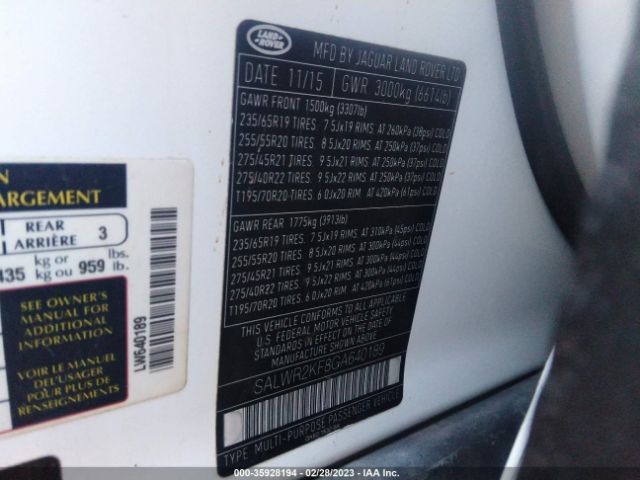 LAND
ROVER
MFD BY JAGUAR LAND ROVER LTD
DATE 11/15 GWR 3000kg (6614lb)
GAWR FRONT 1500kg (3307lb)
235/65R19 TIRES 7 5Jx19 RIMS AT 260kPa (38psi) COLD
255/55R20 TIRES 8 5Jx20 RIMS AT 250kPa (37psi) COLD
275/45R21 TIRES 9 5Jx21 RIMS AT 250kPa (37psi) COLD
275/40R22 TIRES 9 5Jx22 RIMS AT 250kPa (37psi) COLD
T195/70R20 TIRES 6 0Jx20 RIM, AT 420kPa (61psi) COLD
GAWR REAR 1775kg (3913lb)
235/65R19 TIRES 7 5Jx19 RIMS AT 310kPa (45psi) COLD
255/55R20 TIRES 8 5Jx20 RIMS AT 300kPa (44psi) COLD
275/45R21 TIRES 9 5Jx21 RIMS AT 300kPa (44psi) COLD
275/40R22 TIRES 9 5Jx22 RIMS AT 300kPa (44psi) COLD
T195/70R20 TIRES 6 0Jx20 RIM AT 420kPa (61psi) COLD
THIS VEHICLE CONFORMS TO ALL APPLICABLE
U.S. FEDERAL MOTOR VEHICLE SAFETY STANDARDS
IN EFFECT ON THE DATE OF MANUFACTURE SHOWN ABOVE
SALWR2KF8GA640189
TYPE: MULTI-PURPOSE PASSENGER VEHICLE
ARGEMENT
REAR
ARRIÈRE 3
435 kg or kg ou 959 lbs. or lb.
SEE OWNER'S
MANUAL FOR
ADDITIONAL
INFORMATION
VOIR LE MANUEL
DE L'USAGER
POUR PLUS DE
RENSEIGNEMENTS
LW640189
000-35928194 - 02/28/2023 - IAA Inc.